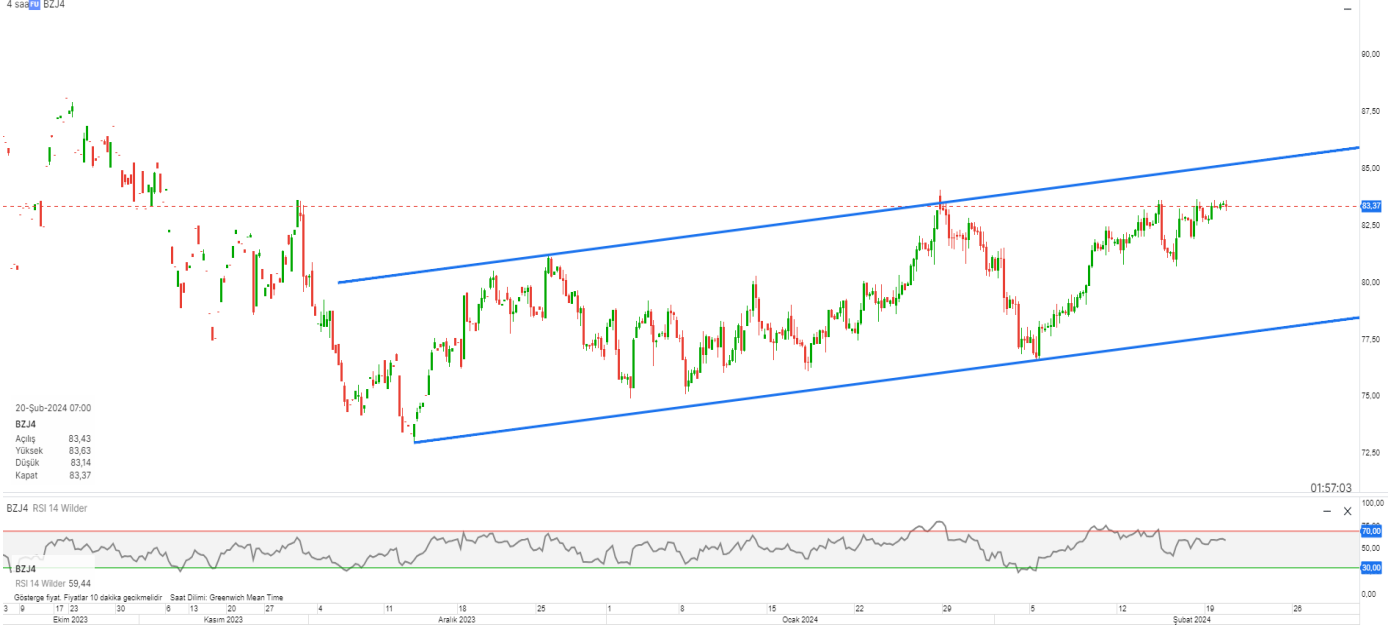 4 saa ru BZJ4
90,00
87,50
85,00
83,37
82,50
80,00
77,50
75,00
72,50
20-Şub-2024 07:00
BZJ4
Açılış 83,43
Yüksek 83,63
Düşük 83,14
Kapat 83,37
01:57:03
BZJ4 RSI 14 Wilder
100,00
70,00
50,00
30,00
0,00
BZJ4
RSI 14 Wilder 59,44
Gösterge fiyat. Fiyatlar 10 dakika gecikmelidir Saat Dilimi: Greenwich Mean Time
3 9 17 23 30 6 13 20 27 4 11 18 25 1 8 15 22 29 5 12 19 26
Ekim 2023 Kasım 2023 Aralık 2023 Ocak 2024 Şubat 2024